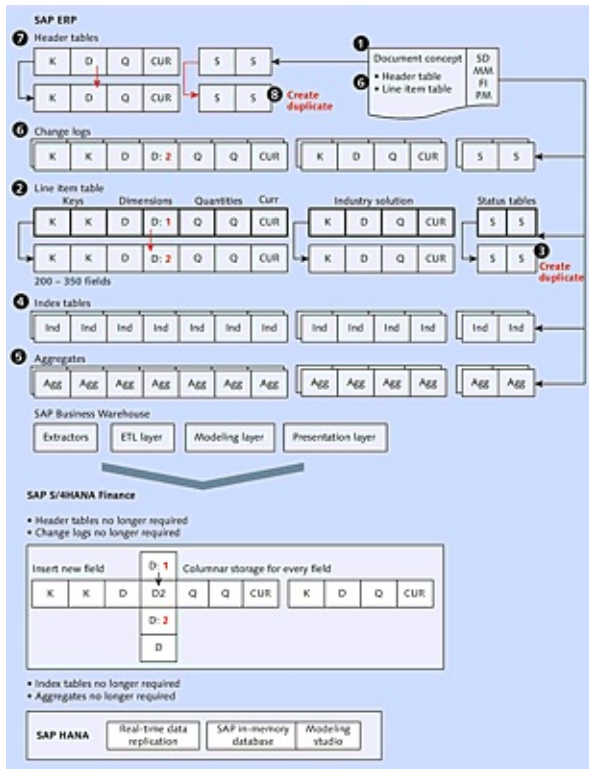 SAP ERP
7 Header tables
K D Q CUR S S
K D Q CUR S S
8 Create
duplicate
1
Document concept
6 • Header table
• Line item table
SD
MM
FI
PM
6 Change logs
K K D D: 2 Q Q CUR K D Q CUR S S
2 Line item table
Keys Dimensions Quantities Curr Industry solution Status tables
K K D D: 1 Q Q CUR K D Q CUR S S
K K D D: 2 Q Q CUR K D Q CUR S S
3 Create
duplicate
200 – 350 fields
4 Index tables
Ind Ind Ind Ind Ind Ind Ind Ind Ind Ind Ind Ind Ind
5 Aggregates
Agg Agg Agg Agg Agg Agg Agg Agg Agg Agg Agg Agg Agg
SAP Business Warehouse
Extractors ETL layer Modeling layer Presentation layer
SAP S/4HANA Finance
• Header tables no longer required
• Change logs no longer required
Insert new field D: 1 Columnar storage for every field
K K D D2 Q Q CUR K D Q CUR
D: 2
D
• Index tables no longer required
• Aggregates no longer required
SAP HANA
Real-time data
replication
SAP in-memory
database
Modeling
studio